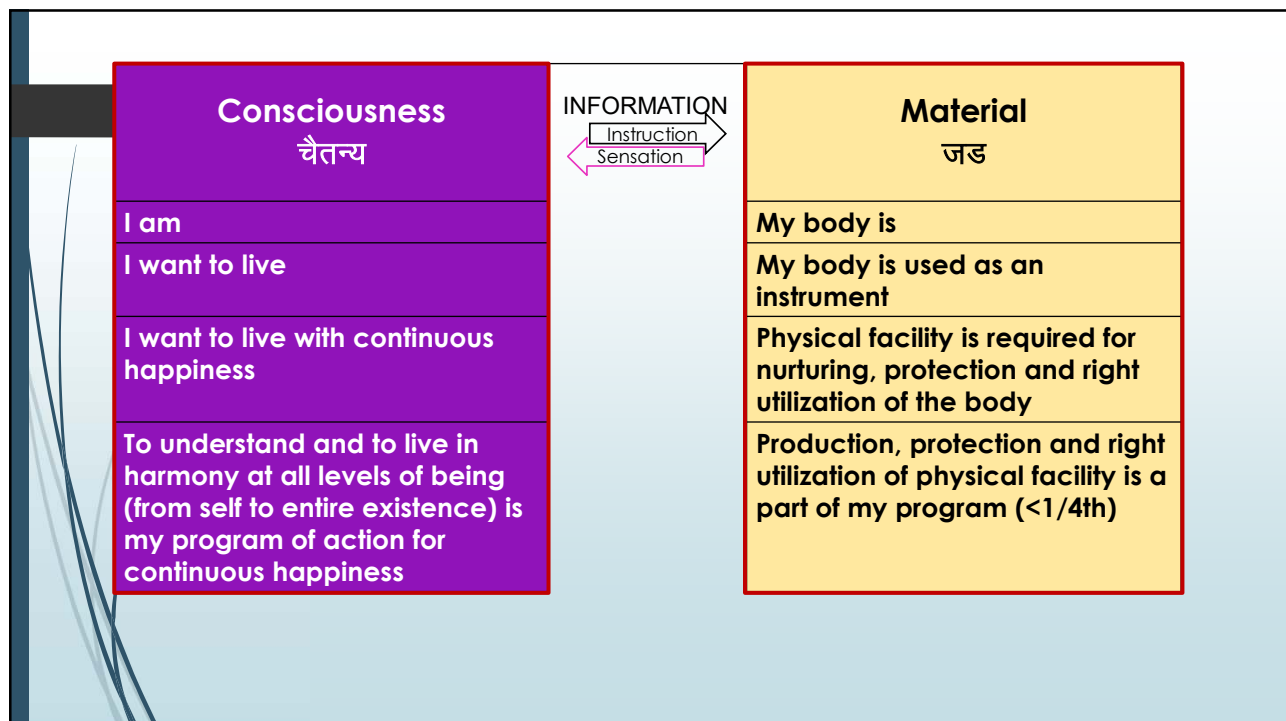 Consciousness
चैतन्य
INFORMATION
Instruction
Sensation
Material
जड
I am
My body is
I want to live
My body is used as an
instrument
I want to live with continuous
happiness
Physical facility is required for
nurturing, protection and right
utilization of the body
To understand and to live in
harmony at all levels of being
(from self to entire existence) is
my program of action for
continuous happiness
Production, protection and right
utilization of physical facility is a
part of my program (<1/4th)